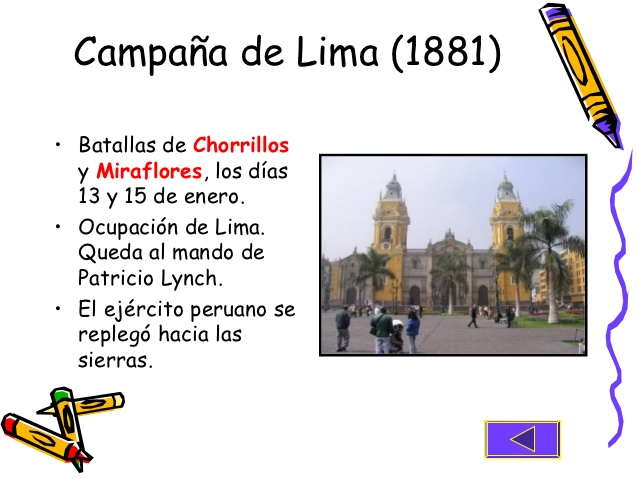 Campaña de Lima (1881)
• Batallas de Chorrillos
y Miraflores, los días
13 y 15 de enero.
• Ocupación de Lima.
Queda al mando de
Patricio Lynch.
• El ejército peruano se
replegó hacia las
sierras.